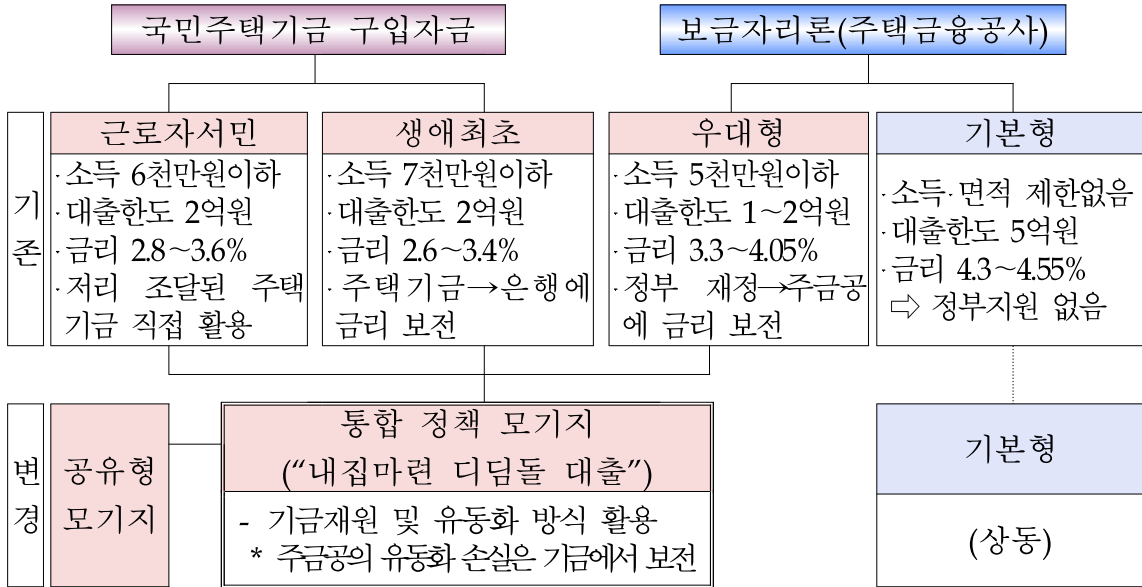 국민주택기금 구입자금
보금자리론(주택금융공사)
기존
근로자서민
· 소득 6천만원이하
· 대출한도 2억원
· 금리 2.8~3.6%
· 저리 조달된 주택
기금 직접 활용
생애최초
· 소득 7천만원이하
· 대출한도 2억원
· 금리 2.6~3.4%
· 주택기금→은행에
금리 보전
우대형
· 소득 5천만원이하
· 대출한도 1~2억원
· 금리 3.3~4.05%
· 정부 재정→주금공
에 금리 보전
기본형
· 소득· 면적 제한없음
· 대출한도 5억원
· 금리 4.3~4.55%
⇨ 정부지원 없음
변경
공유형
모기지
통합 정책 모기지
(“내집마련 디딤돌 대출”)
- 기금재원 및 유동화 방식 활용
* 주금공의 유동화 손실은 기금에서 보전
기본형
(상동)